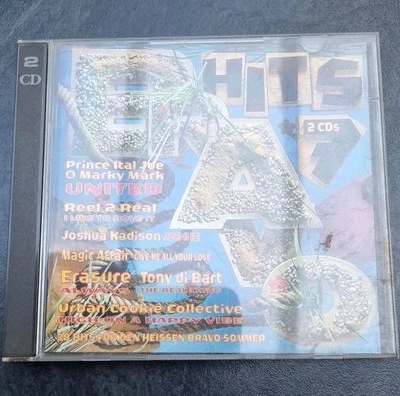 2
CD
BRAVO
HITS
2 CDs
7
Prince Ital Joe
& Marky Mark
UNITED
Reel 2 Real
I LIKE TO MOVE IT
Joshua Kadison JESSIE
Magic Affair GIVE ME ALL YOUR LOVE
Erasure Tony di Bart
ALWAYS THE REAL THING
Urban Cookie Collective
HIGH ON A HAPPY VIBE
38 HITS FÜR DEN HEISSEN BRAVO SOMMER